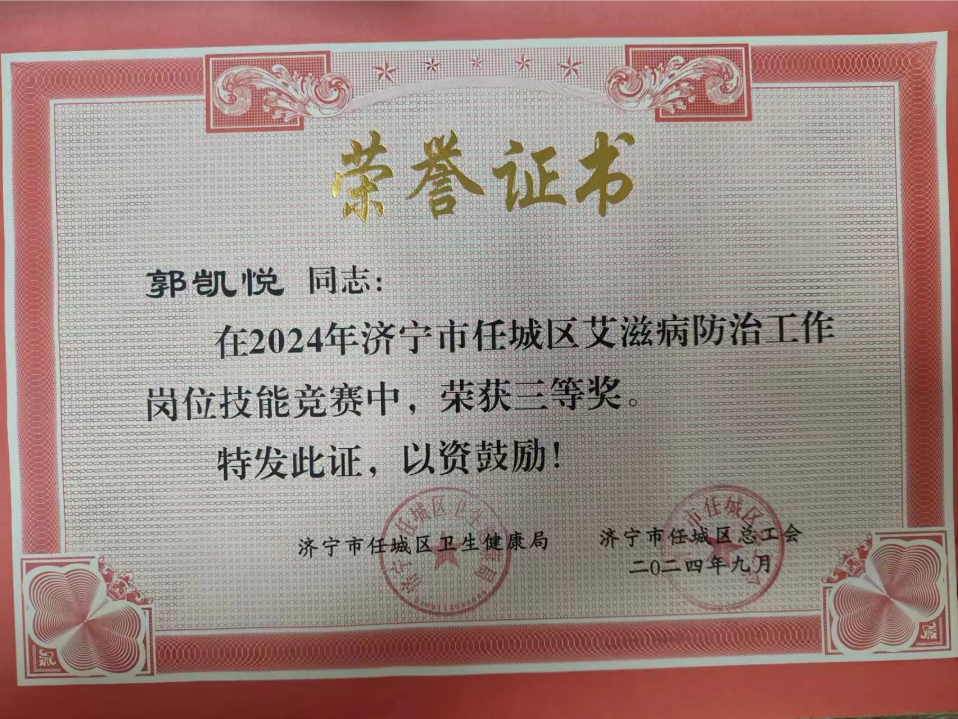 荣誉证书
郭凯悦 同志：
在2024年济宁市任城区艾滋病防治工作
岗位技能竞赛中，荣获三等奖。
特发此证，以资鼓励！
济宁市任城区卫生健康局 济宁市任城区总工会
二〇二四年九月